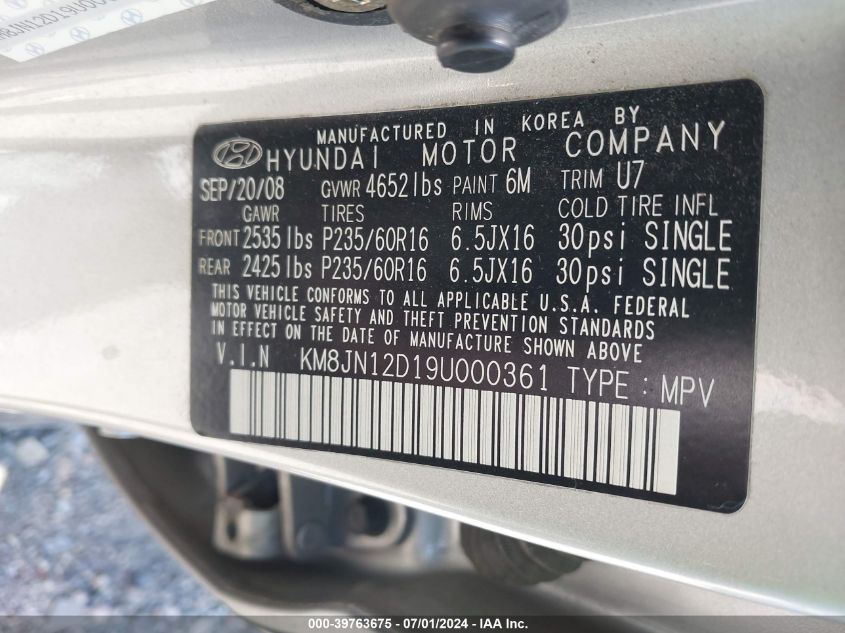 M8JN12D19U000
MANUFACTURED IN KOREA BY
HYUNDAI MOTOR COMPANY
SEP/20/08 GVWR 4652lbs PAINT 6M TRIM U7
GAWR TIRES RIMS COLD TIRE INFL
FRONT 2535lbs P235/60R16 6.5JX16 30psi SINGLE
REAR 2425lbs P235/60R16 6.5JX16 30psi SINGLE
THIS VEHICLE CONFORMS TO ALL APPLICABLE U.S.A. FEDERAL
MOTOR VEHICLE SAFETY AND THEFT PREVENTION STANDARDS
IN EFFECT ON THE DATE OF MANUFACTURE SHOWN ABOVE
V.I.N KM8JN12D19U000361 TYPE : MPV
000-39763675 - 07/01/2024 - IAA Inc.